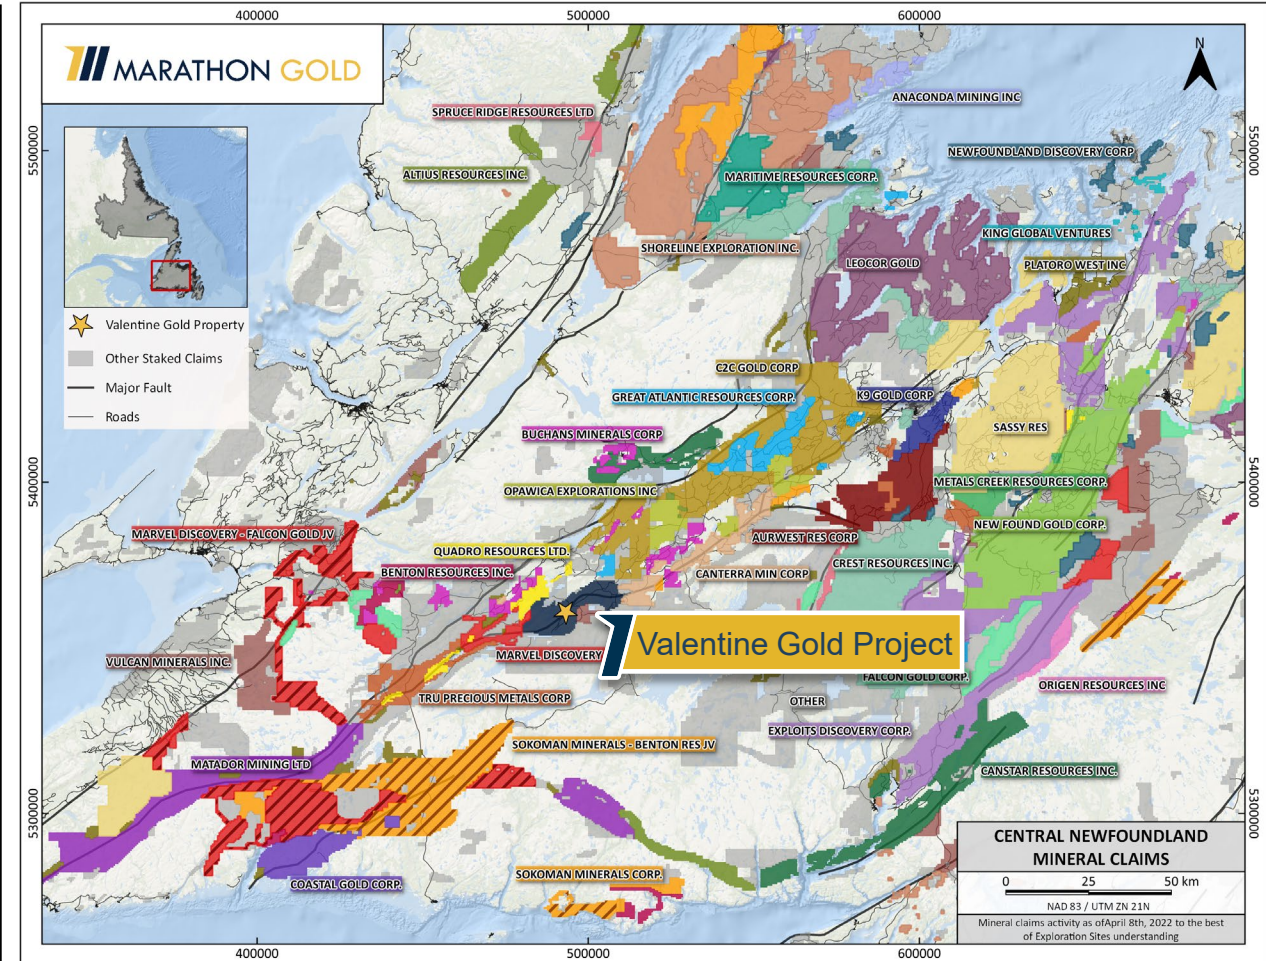 400000
500000
600000
MARATHON GOLD
N
ANACONDA MINING INC
SPRUCE RIDGE RESOURCES LTD
5500000
5500000
NEWFOUNDLAND DISCOVERY CORP
ALTIUS RESOURCES INC.
MARITIME RESOURCES CORP.
KING GLOBAL VENTURES
SHORELINE EXPLORATION INC.
LEOCOR GOLD
PLATORO WEST INC
Valentine Gold Property
Other Staked Claims
Major Fault
Roads
C2C GOLD CORP
GREAT ATLANTIC RESOURCES CORP.
K9 GOLD CORP
SASSY RES
BUCHANS MINERALS CORP
5400000
5400000
OPAWICA EXPLORATIONS INC
METALS CREEK RESOURCES CORP.
NEW FOUND GOLD CORP.
MARVEL DISCOVERY - FALCON GOLD JV
AURWEST RES CORP
QUADRO RESOURCES LTD.
CREST RESOURCES INC.
BENTON RESOURCES INC.
CANTERRA MIN CORP
Valentine Gold Project
MARVEL DISCOVERY
VULCAN MINERALS INC.
FALCON GOLD CORP.
ORIGEN RESOURCES INC
TRU PRECIOUS METALS CORP
OTHER
EXPLOITS DISCOVERY CORP.
SOKOMAN MINERALS - BENTON RES JV
MATADOR MINING LTD
CANSTAR RESOURCES INC.
5300000
5300000
SOKOMAN MINERALS CORP.
COASTAL GOLD CORP.
CENTRAL NEWFOUNDLAND
MINERAL CLAIMS
0 25 50 km
NAD 83 / UTM ZN 21N
Mineral claims activity as ofApril 8th, 2022 to the best
of Exploration Sites understanding
400000
500000
600000